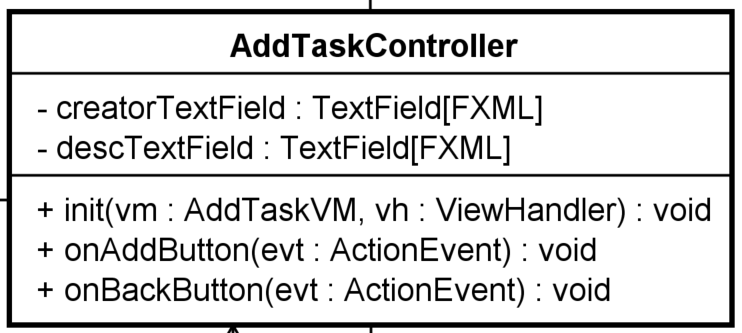 AddTaskController
- creatorTextField : TextField[FXML]
- descTextField : TextField[FXML]
+ init(vm : AddTaskVM, vh : ViewHandler) : void
+ onAddButton(evt : ActionEvent) : void
+ onBackButton(evt : ActionEvent) : void